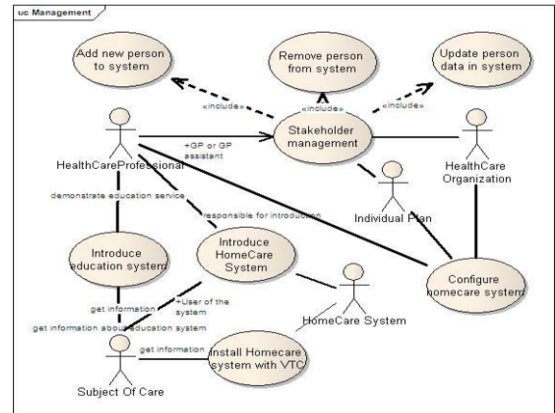 uc Management
Add new person
to system
Remove person
from system
Update person
data in system
«include»
«include»
«include»
Stakeholder
management
+GP or GP
assistant
HealthCareProfessional
HealthCare
Organization
Individual Plan
demonstrate education service
responsible for introduction
Introduce
education system
Introduce
HomeCare
System
Configure
homecare system
get information
+User of the
system
get information about education system
HomeCare System
get information
Install Homecare
system with VTC
Subject Of Care